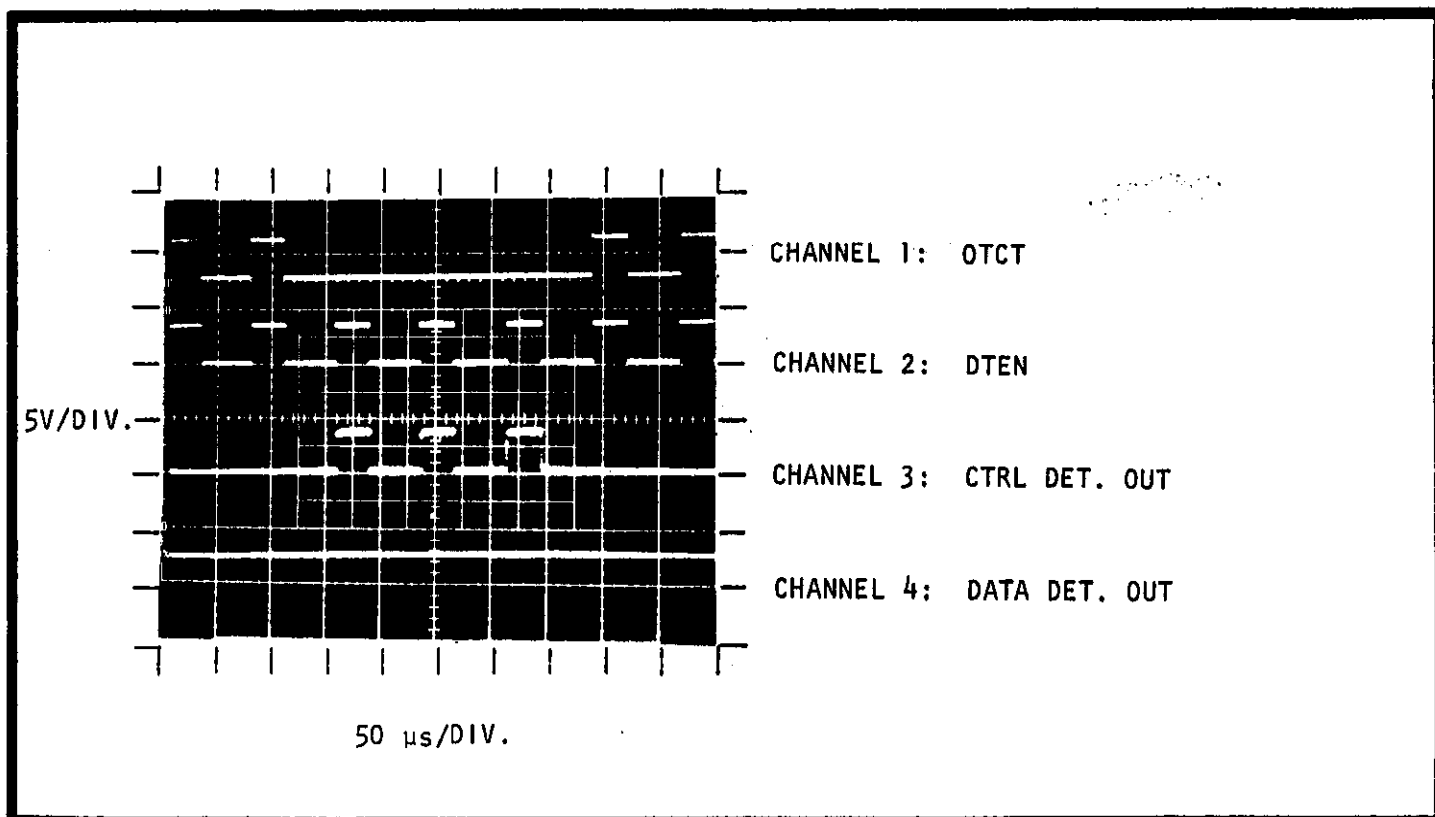 CHANNEL 1: OTCT
CHANNEL 2: DTEN
5V/DIV.
CHANNEL 3: CTRL DET. OUT
CHANNEL 4: DATA DET. OUT
50 μs/DIV.